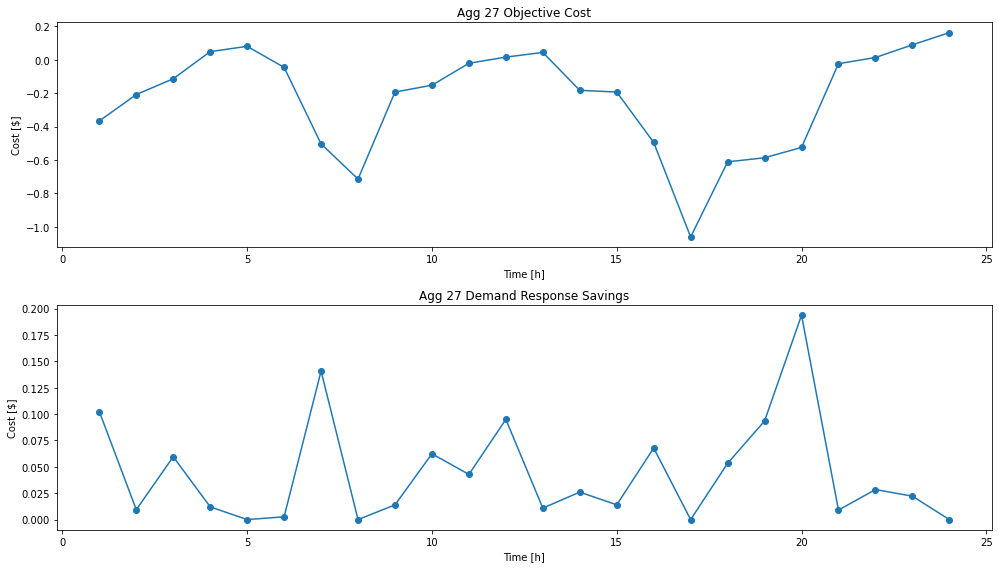 Agg 27 Objective Cost
0.2
0.0
−0.2
−0.4
−0.6
−0.8
−1.0
Cost [$]
0 5 10 15 20 25
Time [h]
Agg 27 Demand Response Savings
0.200
0.175
0.150
0.125
0.100
0.075
0.050
0.025
0.000
Cost [$]
0 5 10 15 20 25
Time [h]